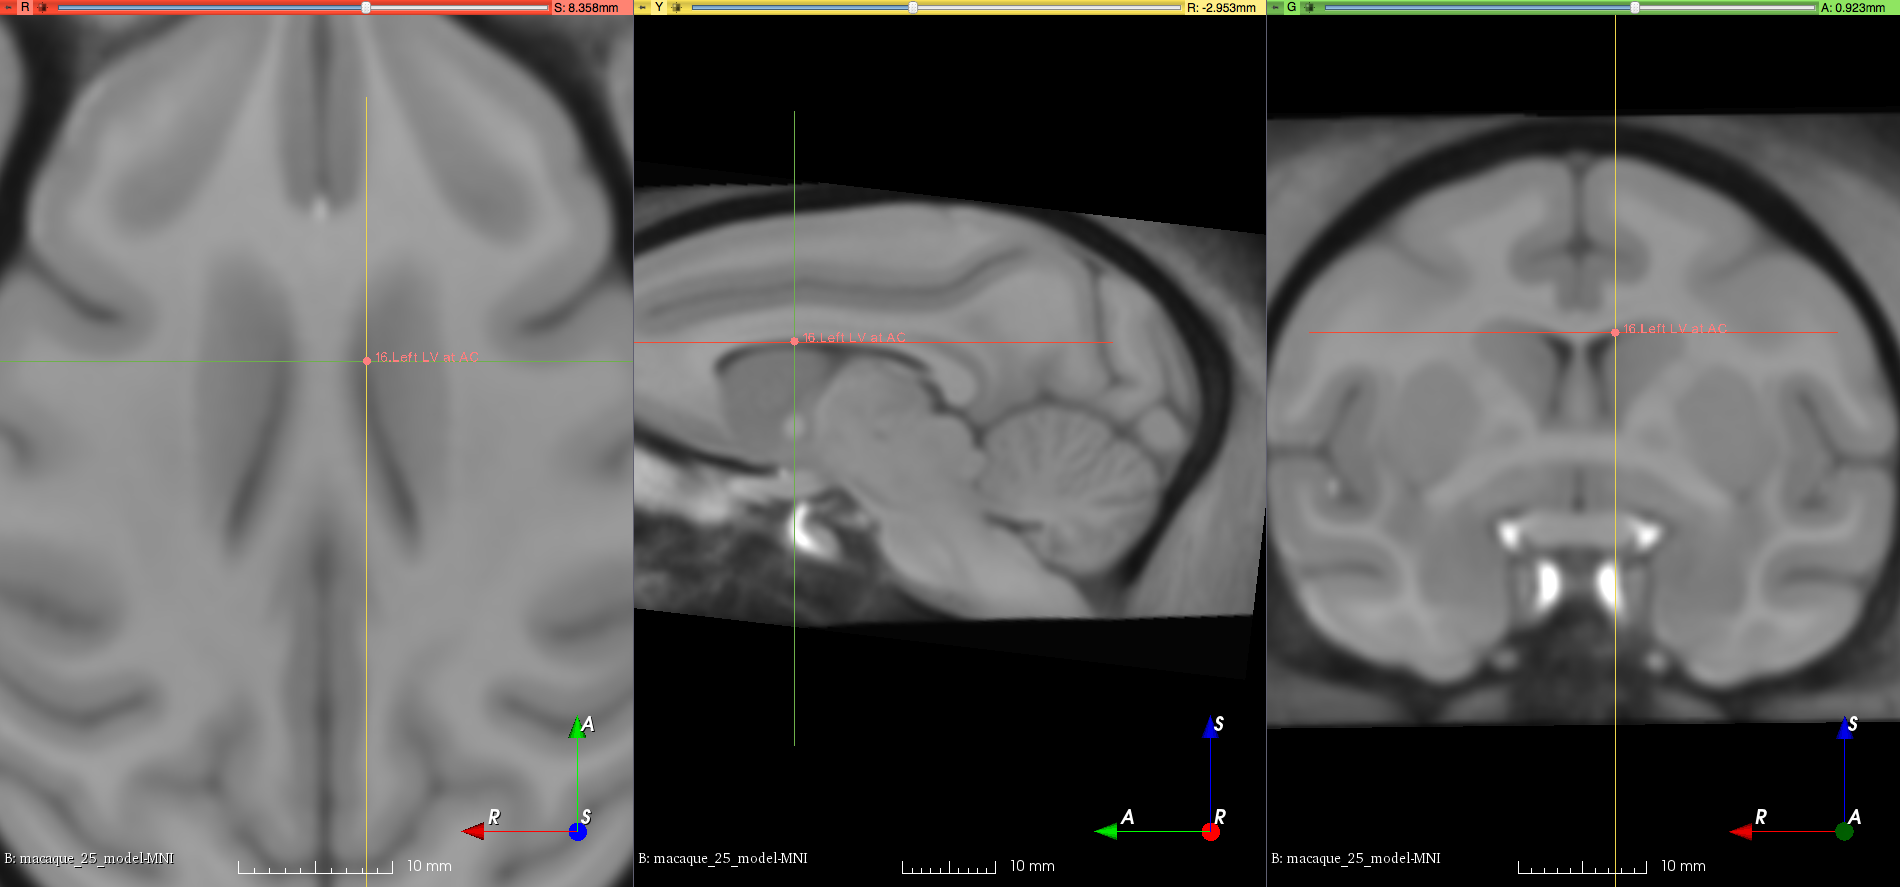 R S: 8.358mm
Y R: -2.953mm
G A: 0.923mm
16.Left LV at AC
16.Left LV at AC
16.Left LV at AC
A
R
S
B: macaque_25_model-MNI
10 mm
S
A
R
B: macaque_25_model-MNI
10 mm
S
R
A
B: macaque_25_model-MNI
10 mm